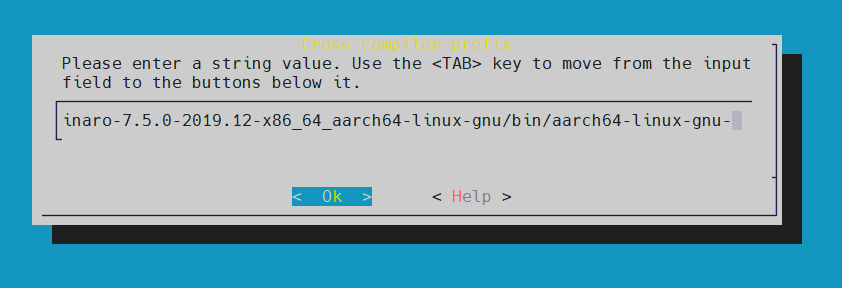 Cross compiler prefix
Please enter a string value. Use the <TAB> key to move from the input
field to the buttons below it.
inaro-7.5.0-2019.12-x86_64_aarch64-linux-gnu/bin/aarch64-linux-gnu-
<  Ok  > < Help >